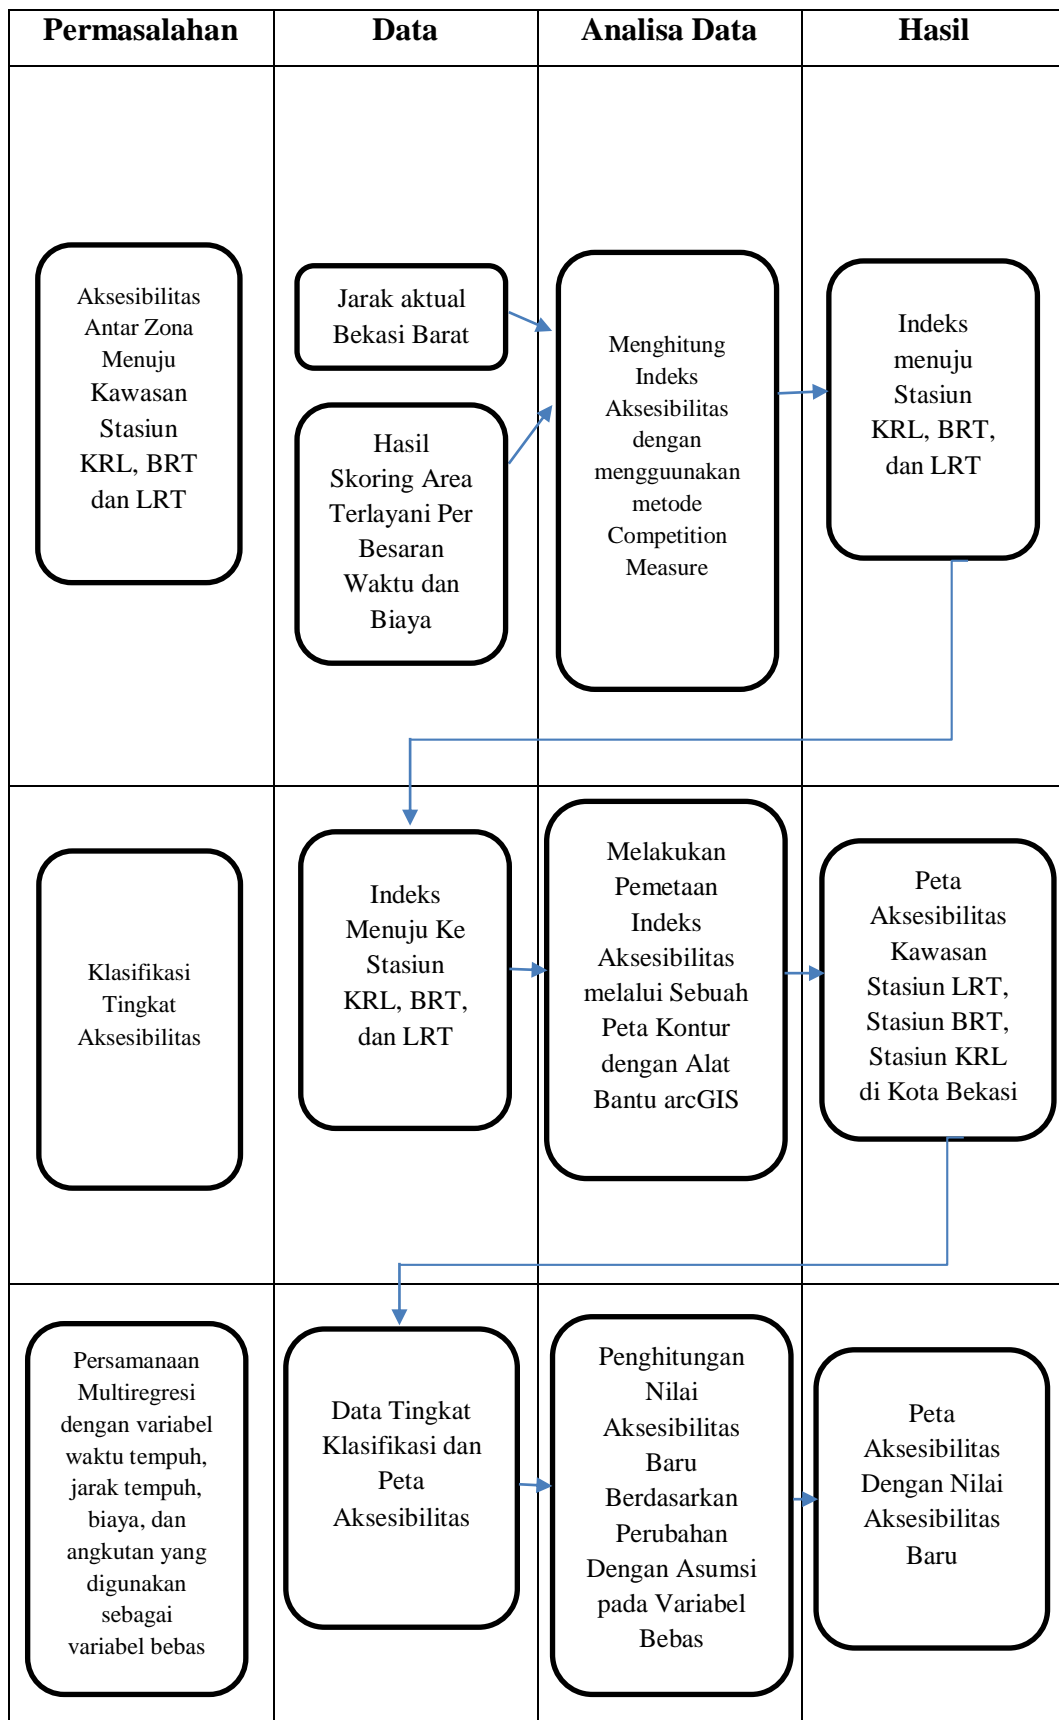 Permasalahan
Data
Analisa Data
Hasil
Aksesibilitas
Antar Zona
Menuju
Kawasan
Stasiun
KRL, BRT
dan LRT
Jarak aktual
Bekasi Barat
Hasil
Skoring Area
Terlayani Per
Besaran
Waktu dan
Biaya
Menghitung
Indeks
Aksesibilitas
dengan
mengguunakan
metode
Competition
Measure
Indeks
menuju
Stasiun
KRL, BRT,
dan LRT
Klasifikasi
Tingkat
Aksesibilitas
Indeks
Menuju Ke
Stasiun
KRL, BRT,
dan LRT
Melakukan
Pemetaan
Indeks
Aksesibilitas
melalui Sebuah
Peta Kontur
dengan Alat
Bantu arcGIS
Peta
Aksesibilitas
Kawasan
Stasiun LRT,
Stasiun BRT,
Stasiun KRL
di Kota Bekasi
Persamanaan
Multiregresi
dengan variabel
waktu tempuh,
jarak tempuh,
biaya, dan
angkutan yang
digunakan
sebagai
variabel bebas
Data Tingkat
Klasifikasi dan
Peta
Aksesibilitas
Penghitungan
Nilai
Aksesibilitas
Baru
Berdasarkan
Perubahan
Dengan Asumsi
pada Variabel
Bebas
Peta
Aksesibilitas
Dengan Nilai
Aksesibilitas
Baru